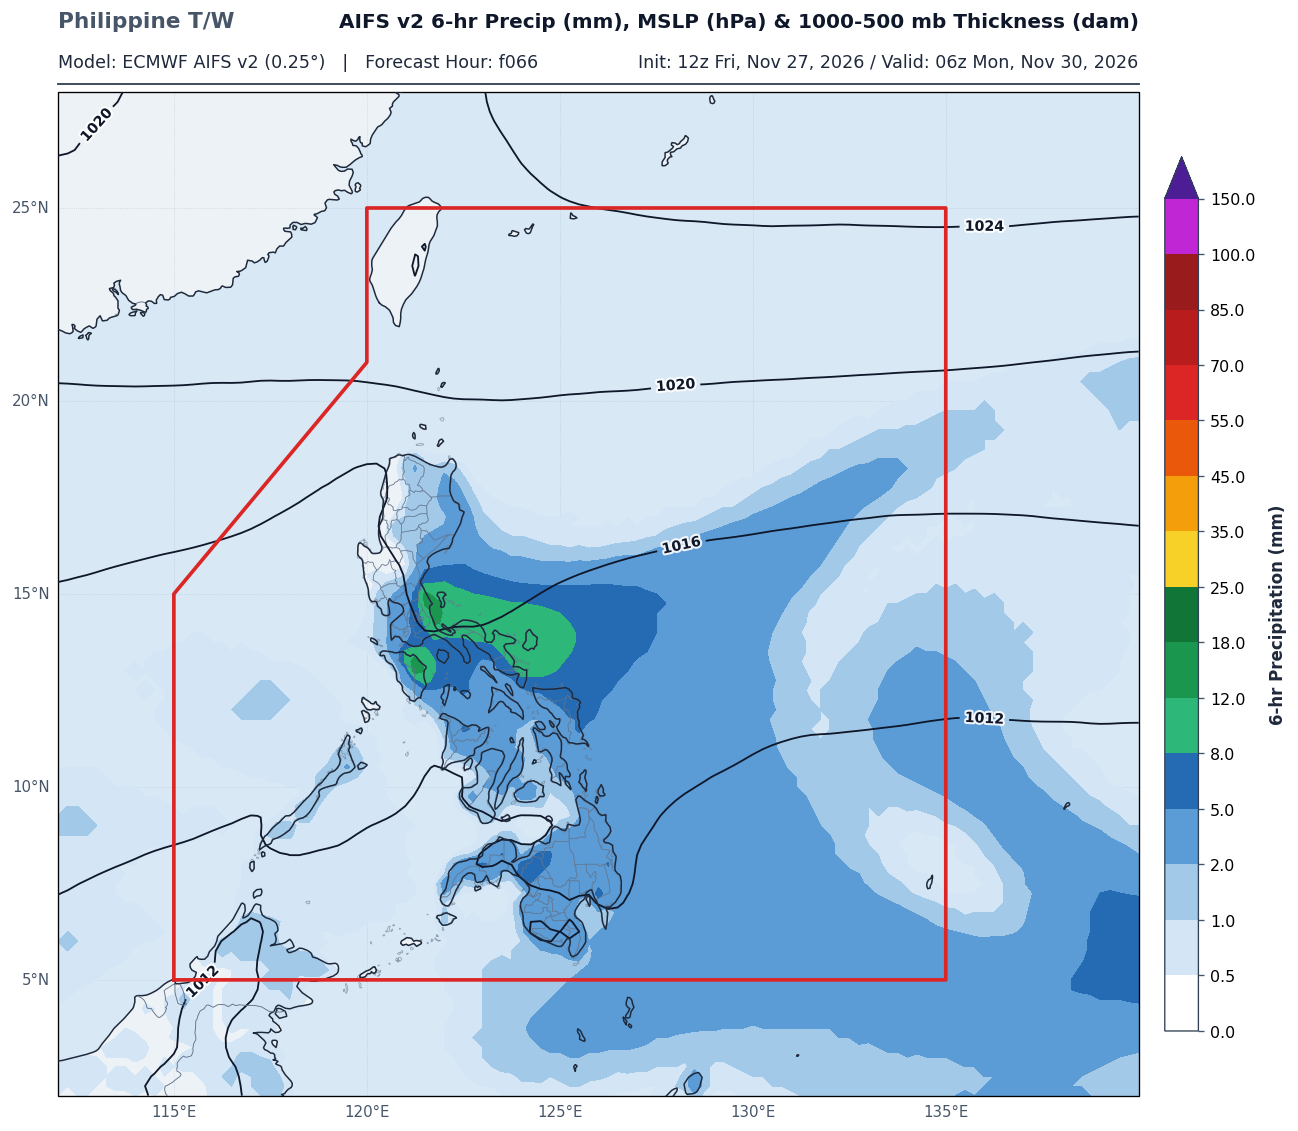 Philippine T/W
AIFS v2 6-hr Precip (mm), MSLP (hPa) & 1000-500 mb Thickness (dam)
Model: ECMWF AIFS v2 (0.25°)   |   Forecast Hour: f066
Init: 12z Fri, Nov 27, 2026 / Valid: 06z Mon, Nov 30, 2026
1020
1024
1020
1016
1012
1012
25°N
20°N
15°N
10°N
5°N
115°E
120°E
125°E
130°E
135°E
150.0
100.0
85.0
70.0
55.0
45.0
35.0
25.0
18.0
12.0
8.0
5.0
2.0
1.0
0.5
0.0
6-hr Precipitation (mm)